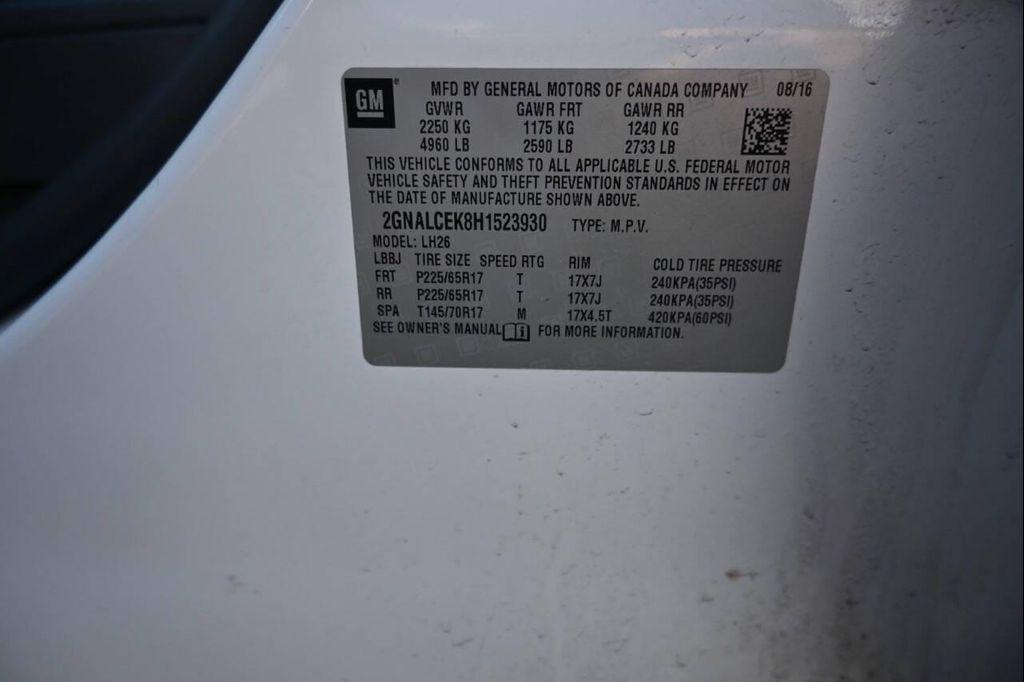 GM ® MFD BY GENERAL MOTORS OF CANADA COMPANY 08/16
GVWR GAWR FRT GAWR RR
2250 KG 1175 KG 1240 KG
4960 LB 2590 LB 2733 LB
THIS VEHICLE CONFORMS TO ALL APPLICABLE U.S. FEDERAL MOTOR
VEHICLE SAFETY AND THEFT PREVENTION STANDARDS IN EFFECT ON
THE DATE OF MANUFACTURE SHOWN ABOVE.
2GNALCEK8H1523930 TYPE: M.P.V.
MODEL: LH26
LBBJ TIRE SIZE SPEED RTG RIM COLD TIRE PRESSURE
FRT P225/65R17 T 17X7J 240KPA(35PSI)
RR P225/65R17 T 17X7J 240KPA(35PSI)
SPA T145/70R17 M 17X4.5T 420KPA(60PSI)
SEE OWNER'S MANUAL i FOR MORE INFORMATION.